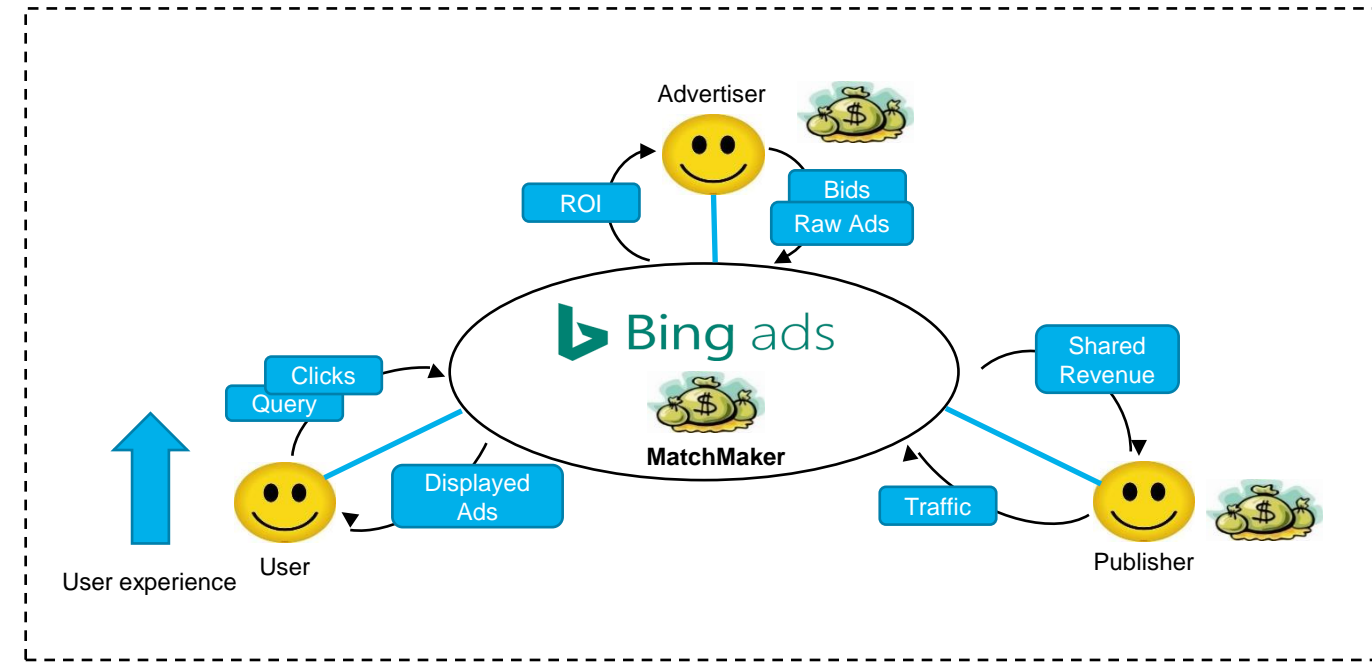 Advertiser
$
ROI
Bids
Raw Ads
Bing ads
$
MatchMaker
Clicks
Query
Displayed
Ads
User
User experience
Shared
Revenue
Traffic
$
Publisher